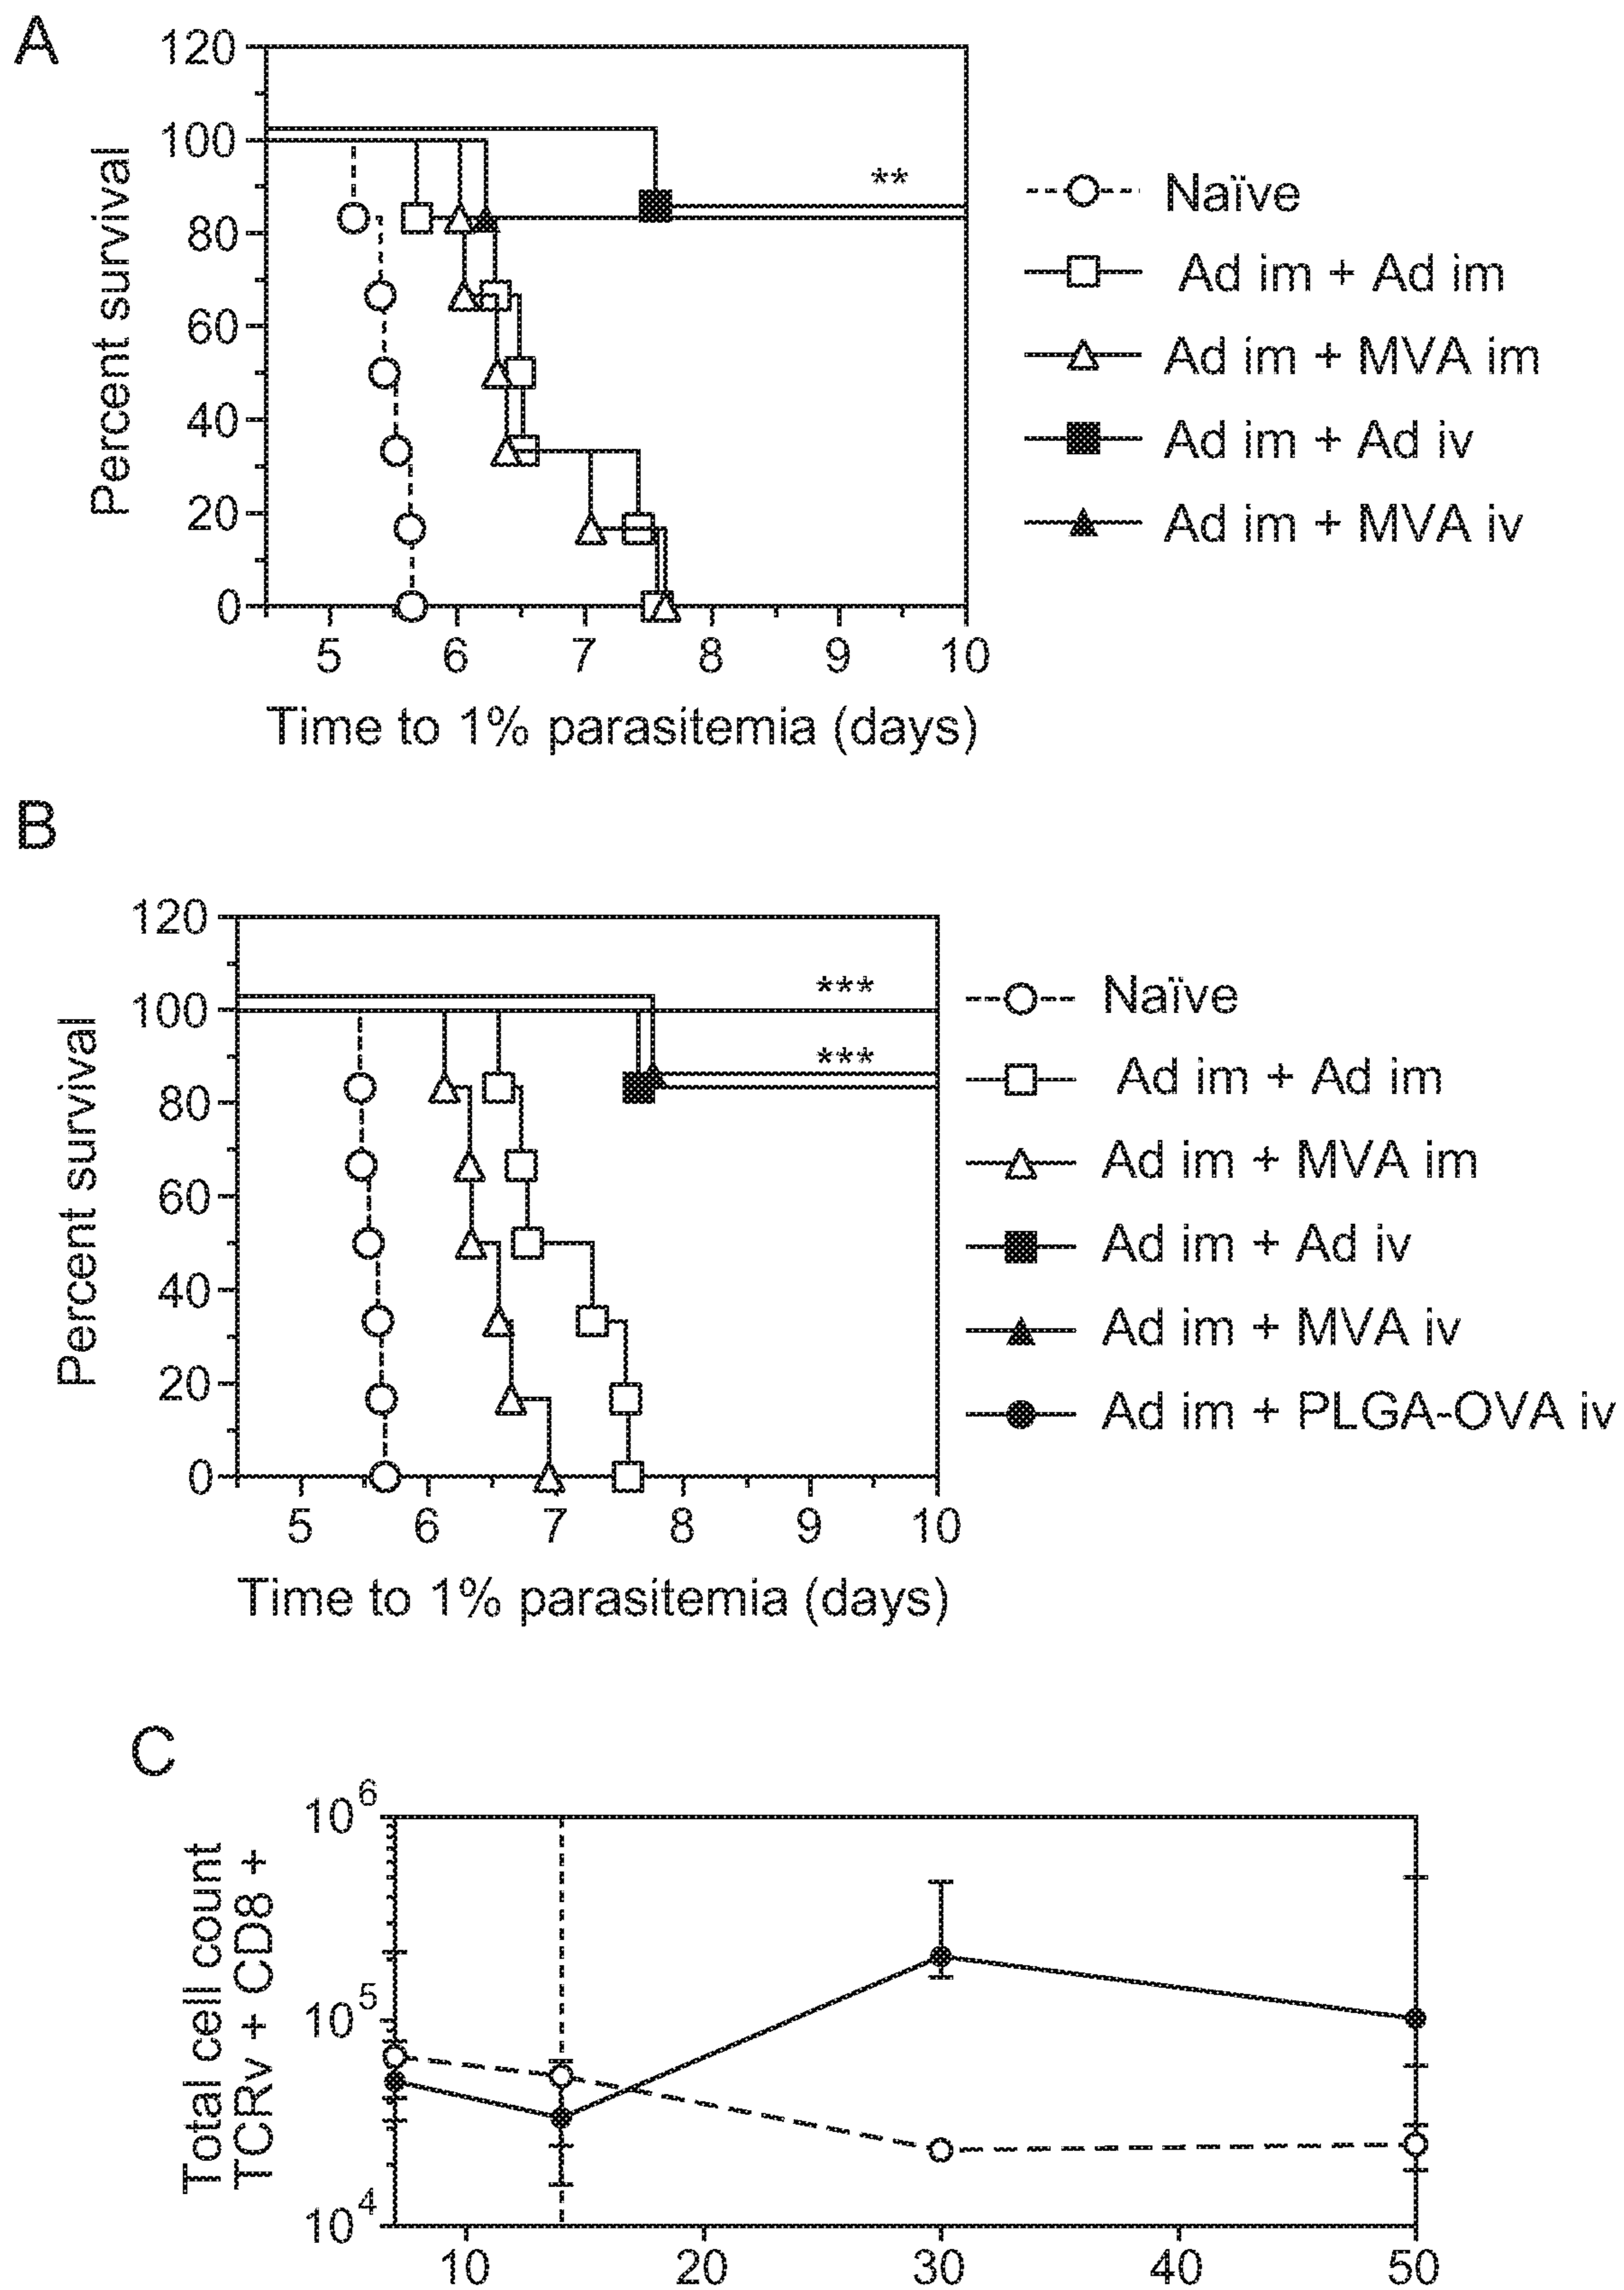 A
120
100
80
60
40
20
0
Percent survival
5 6 7 8 9 10
Time to 1% parasitemia (days)
**
Naïve
Ad im + Ad im
Ad im + MVA im
Ad im + Ad iv
Ad im + MVA iv
B
120
100
80
60
40
20
0
Percent survival
5 6 7 8 9 10
Time to 1% parasitemia (days)
***
***
Naïve
Ad im + Ad im
Ad im + MVA im
Ad im + Ad iv
Ad im + MVA iv
Ad im + PLGA-OVA iv
C
Total cell count
TCRv + CD8 +
10^6
10^5
10^4
10 20 30 40 50